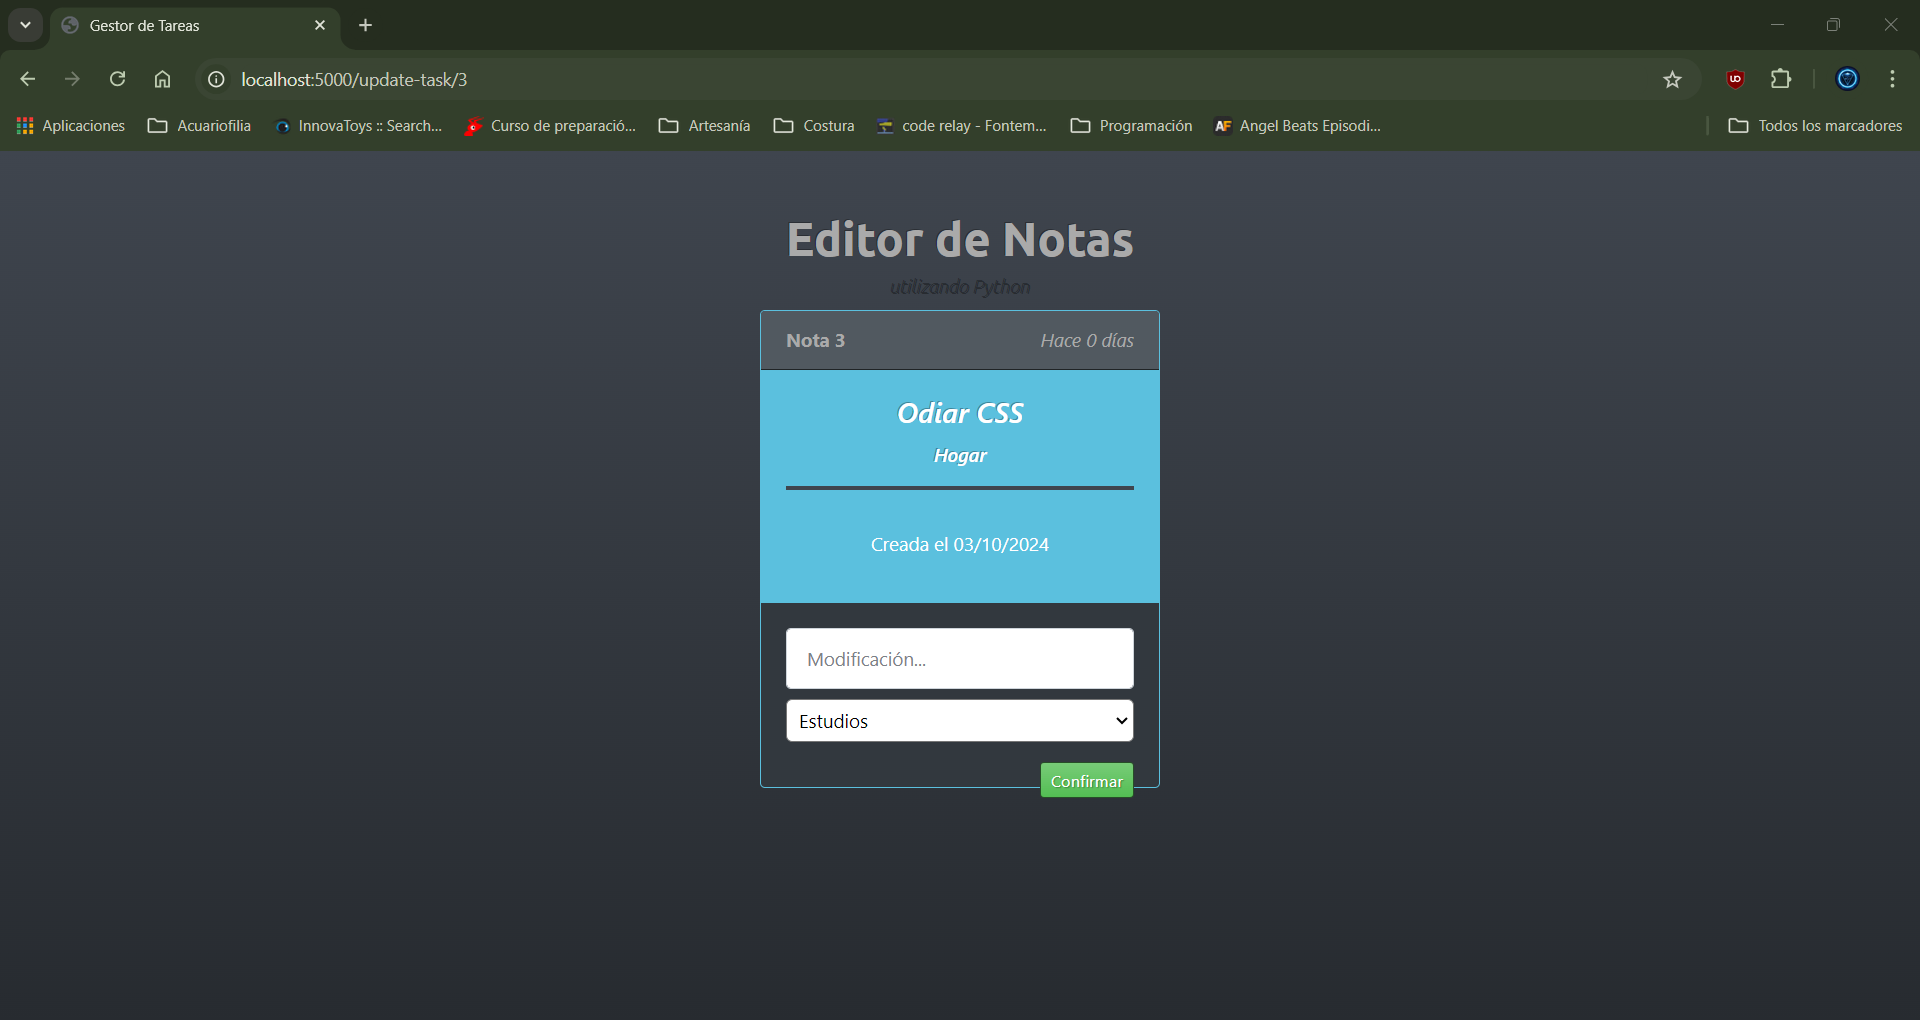 Gestor de Tareas
localhost:5000/update-task/3
Aplicaciones Acuariofilia InnovaToys :: Search... Curso de preparació... Artesanía Costura code relay - Fontem... Programación AF Angel Beats Episodi... Todos los marcadores
Editor de Notas
utilizando Python
Nota 3 Hace 0 días
Odiar CSS
Hogar
Creada el 03/10/2024
Modificación...
Estudios
Confirmar